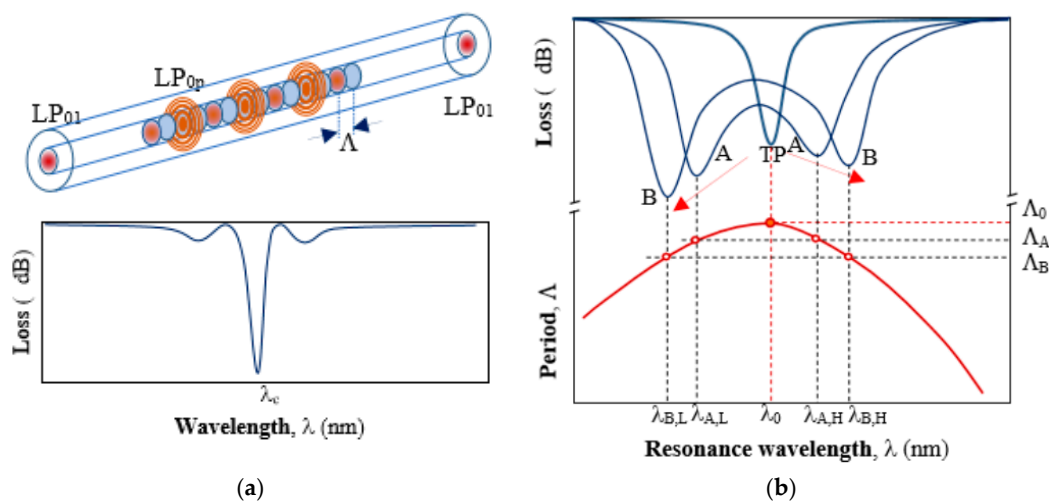 LP01
LP0p
LP01
Λ
Loss ( dB)
λc
Wavelength, λ (nm)
(a)
Loss ( dB)
A
TP
A
B
B
Λ0
ΛA
ΛB
Period, Λ
λB,L
λA,L
λ0
λA,H
λB,H
Resonance wavelength, λ (nm)
(b)